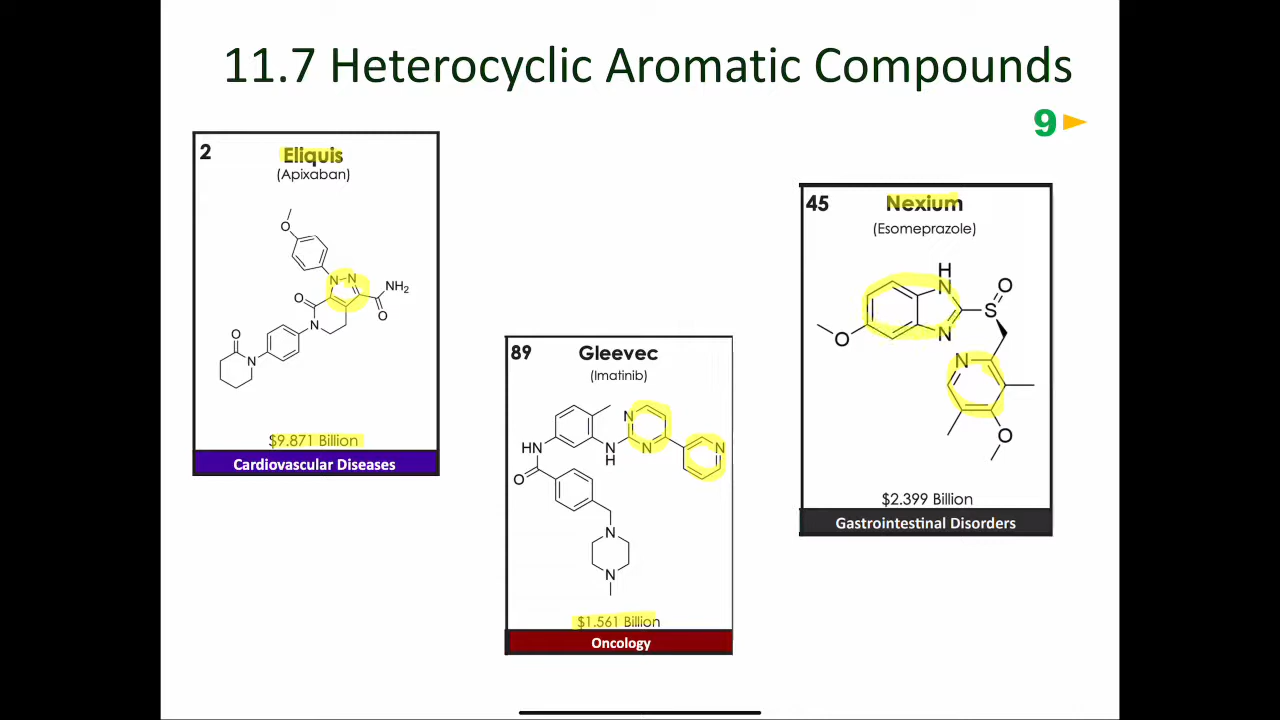 11.7 Heterocyclic Aromatic Compounds
9
2
Eliquis
(Apixaban)
O
N
N
NH₂
O
O
N
O
N
$9.871 Billion
Cardiovascular Diseases
89
Gleevec
(Imatinib)
N
HN
N
H
N
N
O
N
N
$1.561 Billion
Oncology
45
Nexium
(Esomeprazole)
H
N
O
S
N
O
N
O
$2.399 Billion
Gastrointestinal Disorders